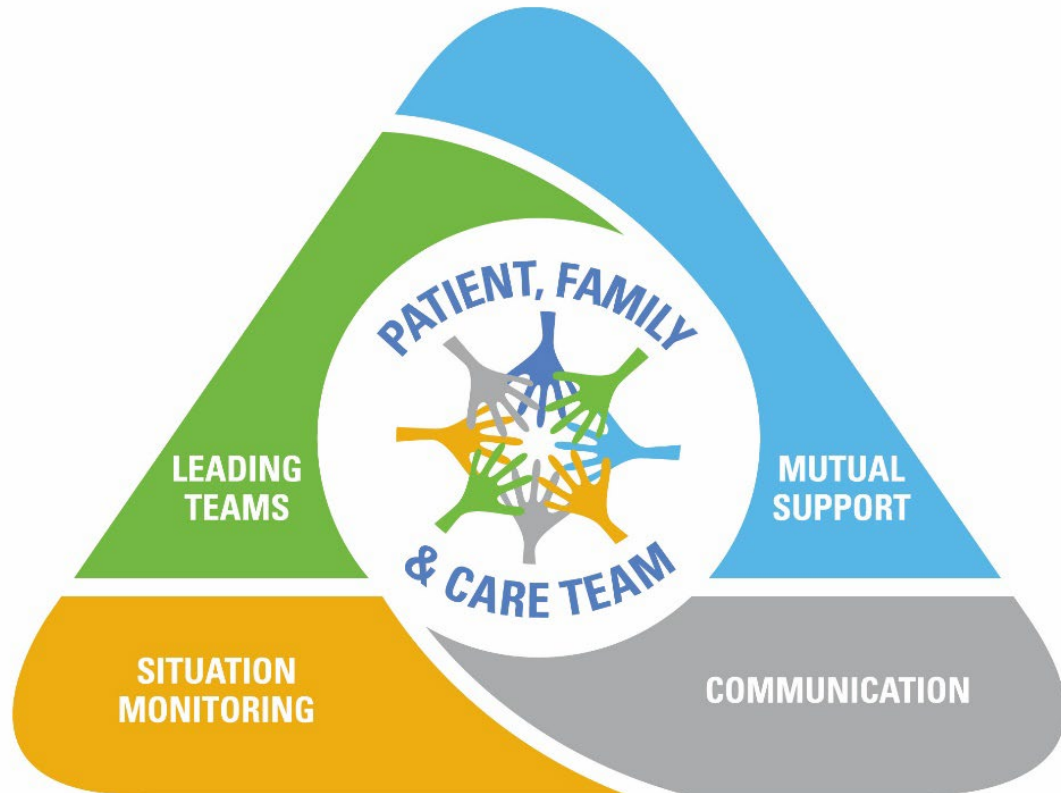 PATIENT, FAMILY
& CARE TEAM
LEADING
TEAMS
MUTUAL
SUPPORT
SITUATION
MONITORING
COMMUNICATION